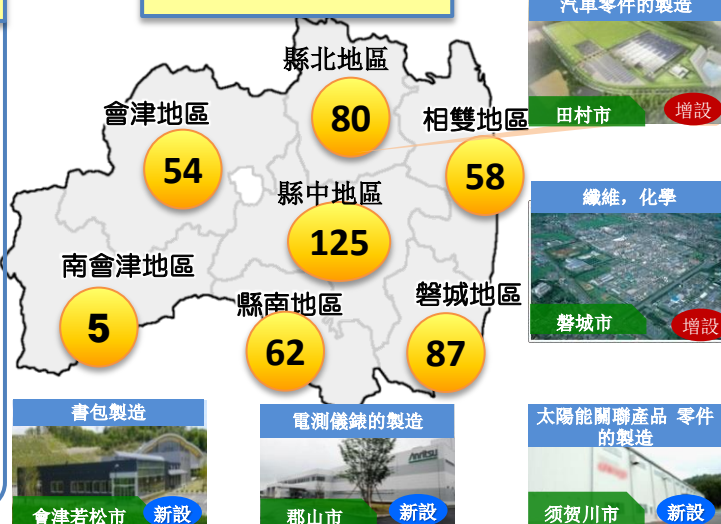 汽車零件的製造
田村市
增設
縣北地區
80
會津地區
54
相雙地區
58
縣中地區
125
纖維，化學
磐城市
增設
南會津地區
5
縣南地區
62
磐城地區
87
書包製造
會津若松市
新設
電測儀錶的製造
Anritsu
郡山市
新設
太陽能關聯產品 零件
的製造
须贺川市
新設